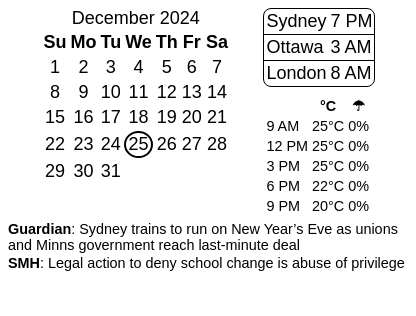 December 2024
Su Mo Tu We Th Fr Sa
1 2 3 4 5 6 7
8 9 10 11 12 13 14
15 16 17 18 19 20 21
22 23 24 25 26 27 28
29 30 31
Sydney 7 PM
Ottawa 3 AM
London 8 AM
°C ☂
9 AM 25°C 0%
12 PM 25°C 0%
3 PM 25°C 0%
6 PM 22°C 0%
9 PM 20°C 0%
Guardian: Sydney trains to run on New Year’s Eve as unions
and Minns government reach last-minute deal
SMH: Legal action to deny school change is abuse of privilege